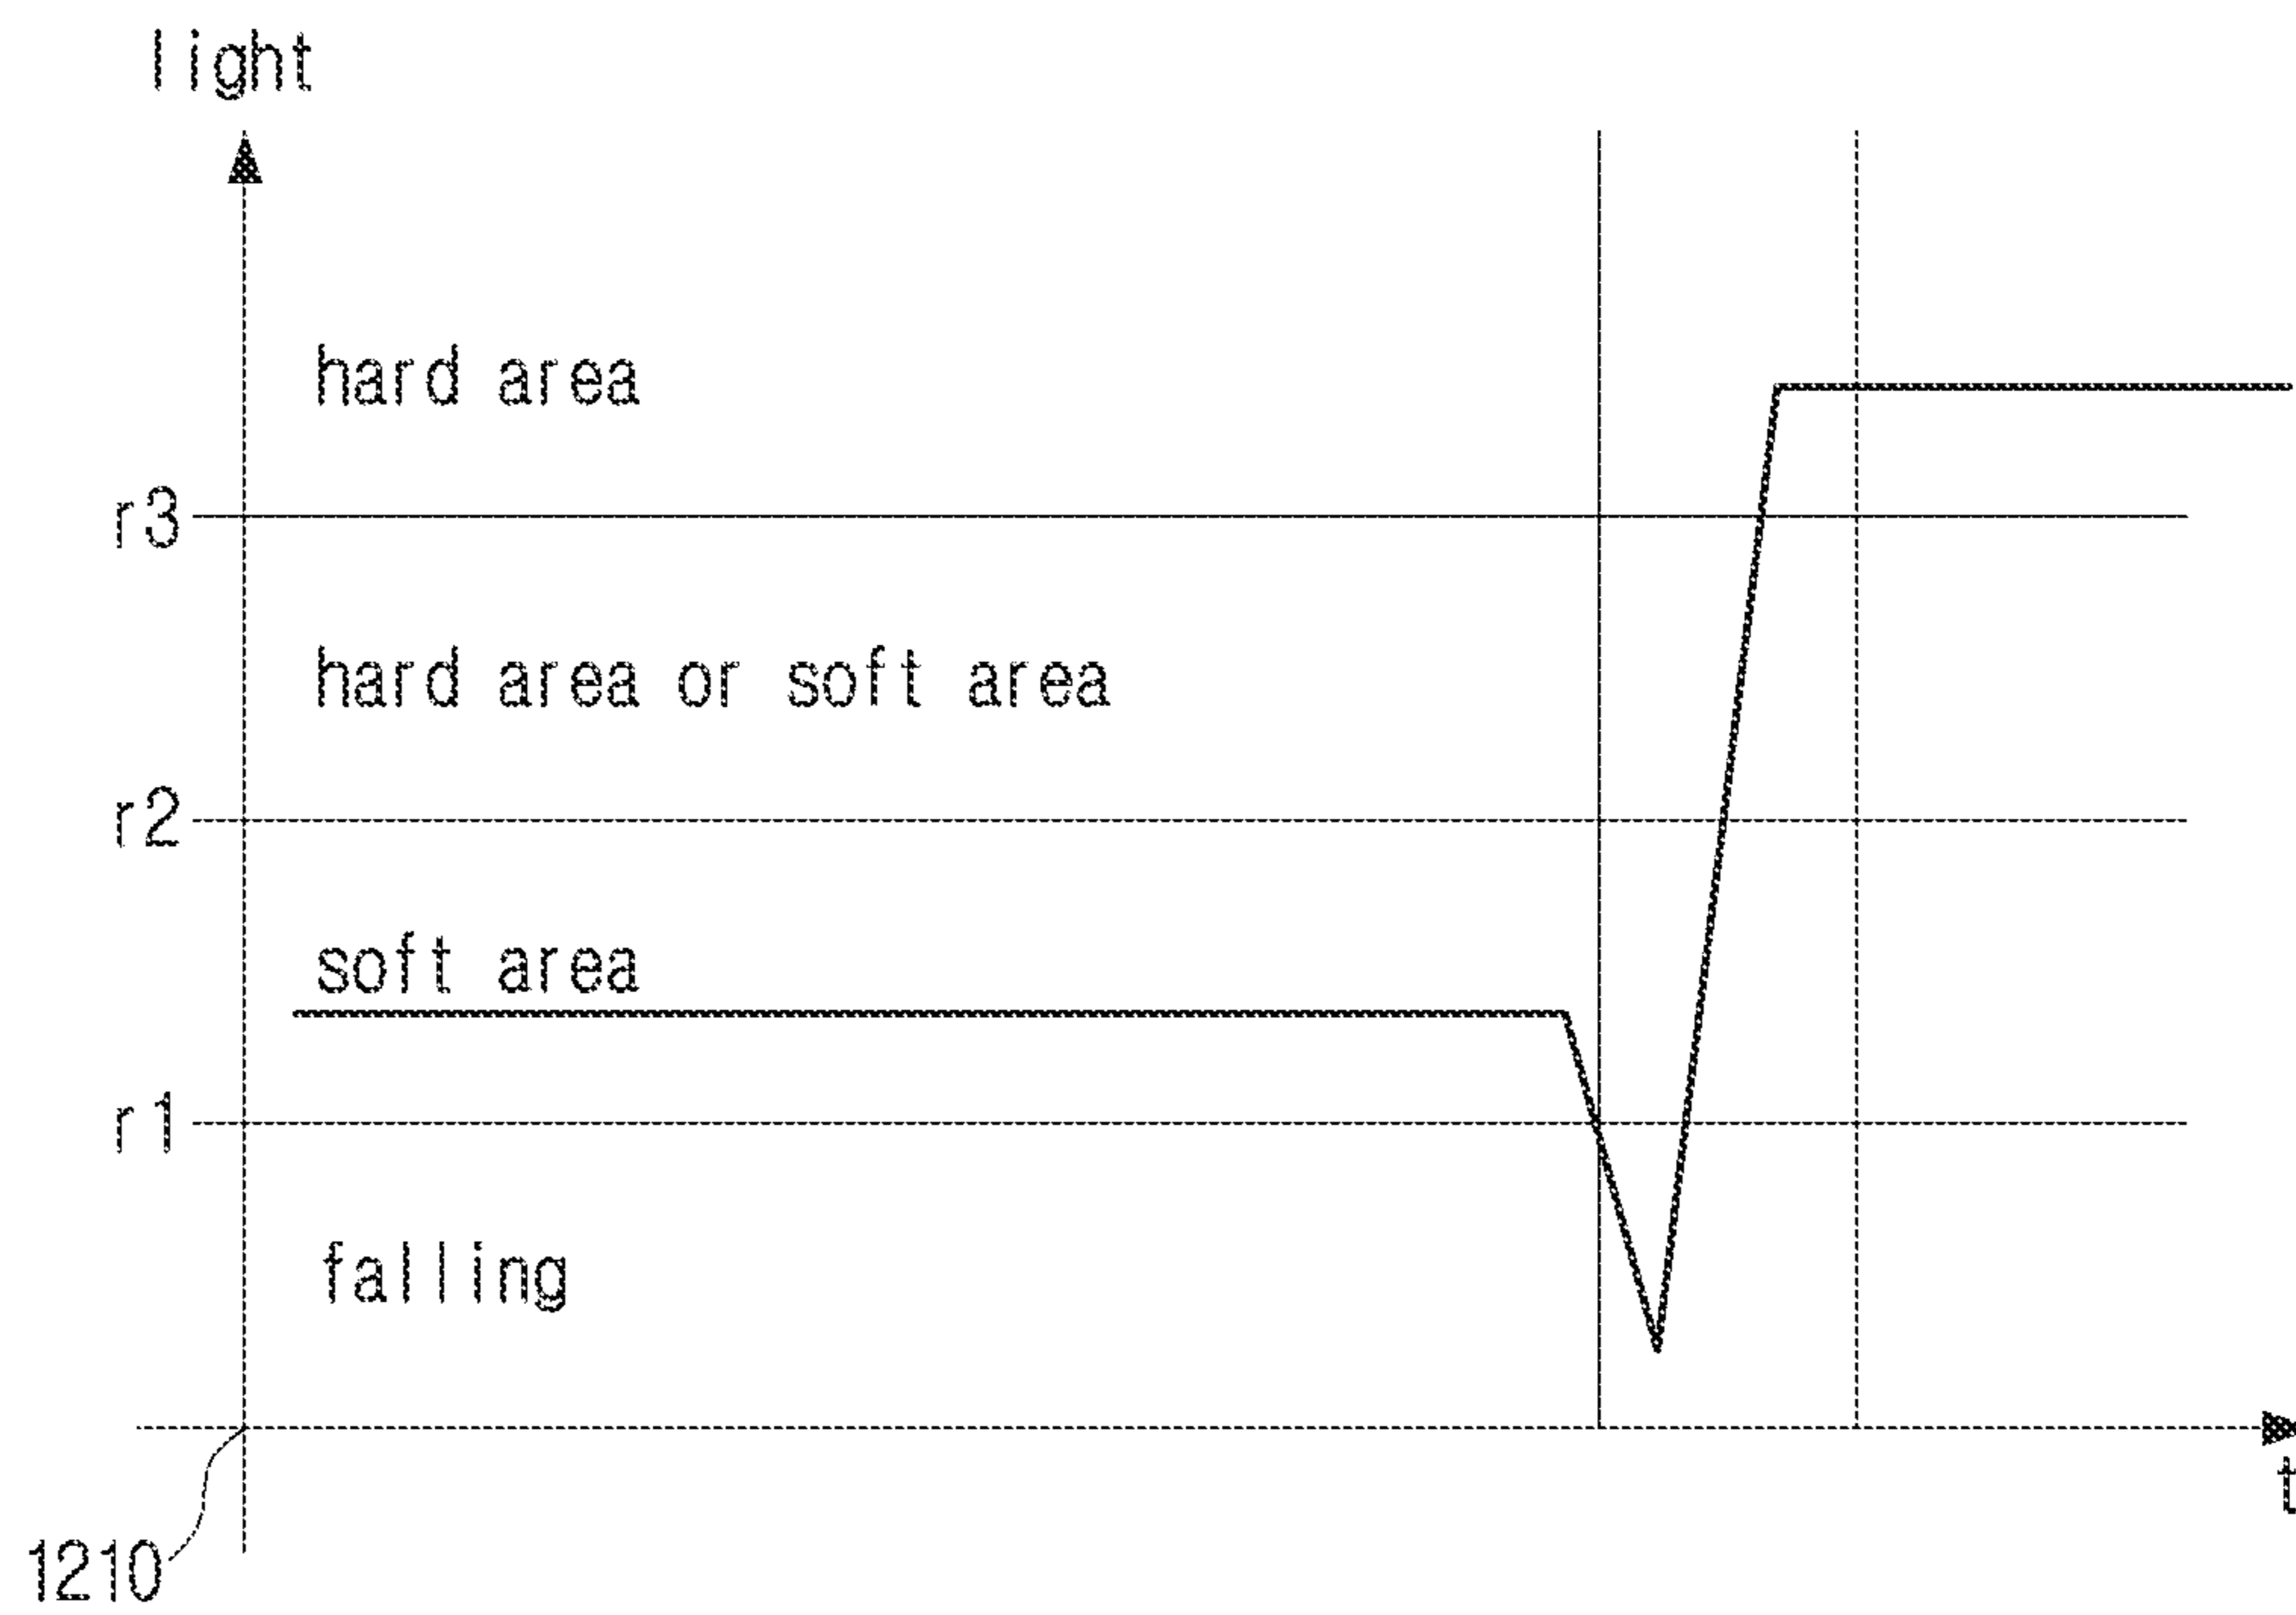 light
hard area
r3
hard area or soft area
r2
soft area
r1
falling
t
1210